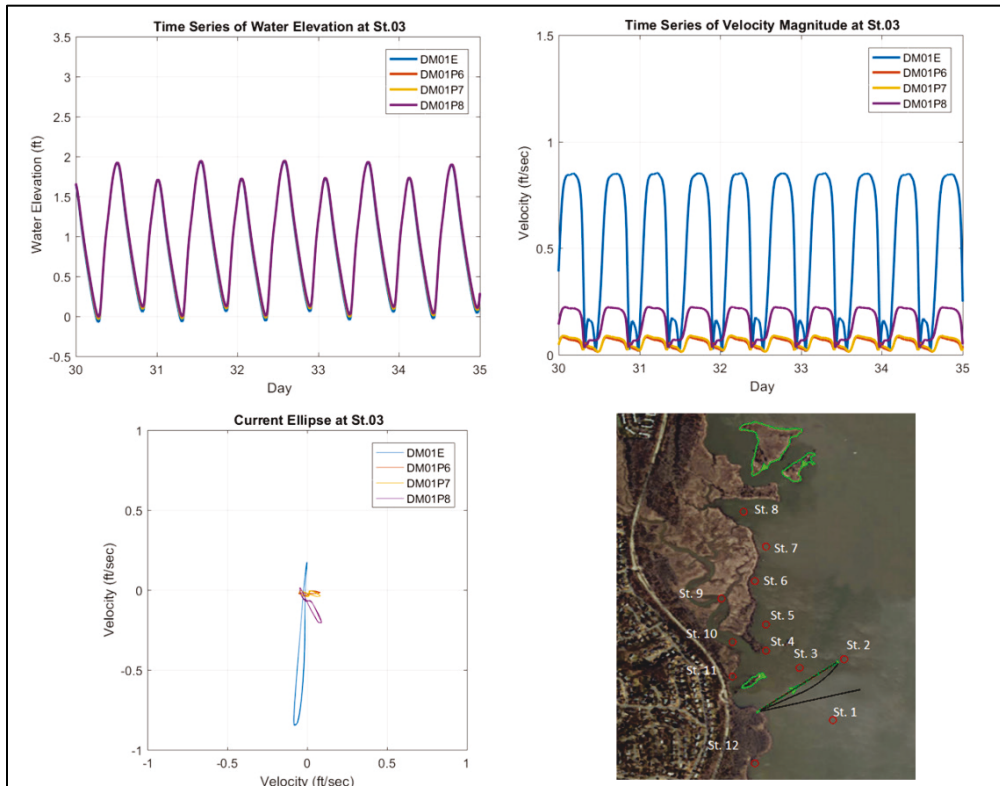 Time Series of Water Elevation at St.03
Water Elevation (ft)
3.5
3
2.5
2
1.5
1
0.5
0
-0.5
30
31
32
33
34
35
Day
DM01E
DM01P6
DM01P7
DM01P8
Time Series of Velocity Magnitude at St.03
Velocity (ft/sec)
1.5
1
0.5
0
30
31
32
33
34
35
Day
DM01E
DM01P6
DM01P7
DM01P8
Current Ellipse at St.03
Velocity (ft/sec)
1
0.5
0
-0.5
-1
-1
-0.5
0
0.5
1
Velocity (ft/sec)
DM01E
DM01P6
DM01P7
DM01P8
St. 8
St. 7
St. 6
St. 9
St. 5
St. 10
St. 4
St. 3
St. 2
St. 11
St. 1
St. 12